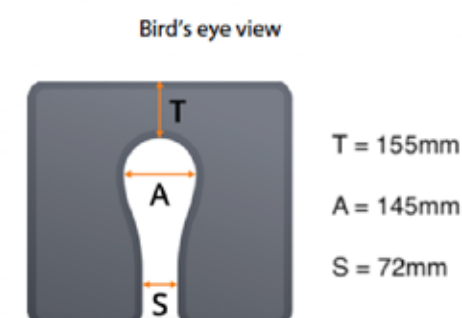 Bird's eye view
T
T = 155mm
A
A = 145mm
S = 72mm
S